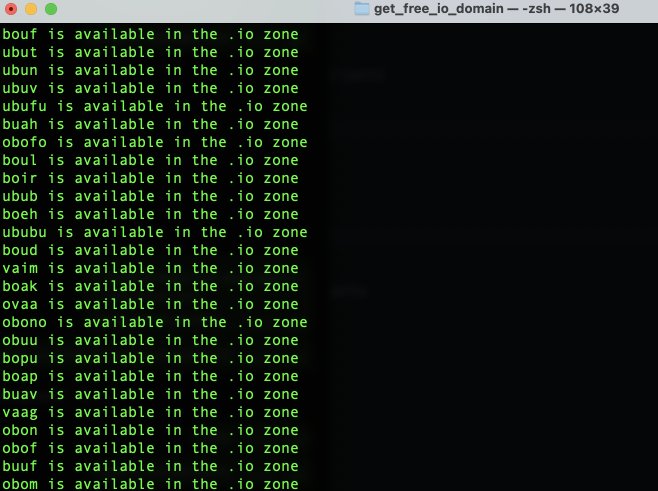 get_free_io_domain — -zsh — 108×39
bouf is available in the .io zone
ubut is available in the .io zone
ubun is available in the .io zone
ubuv is available in the .io zone
ubufu is available in the .io zone
buah is available in the .io zone
obofo is available in the .io zone
boul is available in the .io zone
boir is available in the .io zone
ubub is available in the .io zone
boeh is available in the .io zone
ububu is available in the .io zone
boud is available in the .io zone
vaim is available in the .io zone
boak is available in the .io zone
ovaa is available in the .io zone
obono is available in the .io zone
obuu is available in the .io zone
bopu is available in the .io zone
boap is available in the .io zone
buav is available in the .io zone
vaag is available in the .io zone
obon is available in the .io zone
obof is available in the .io zone
buuf is available in the .io zone
obom is available in the .io zone